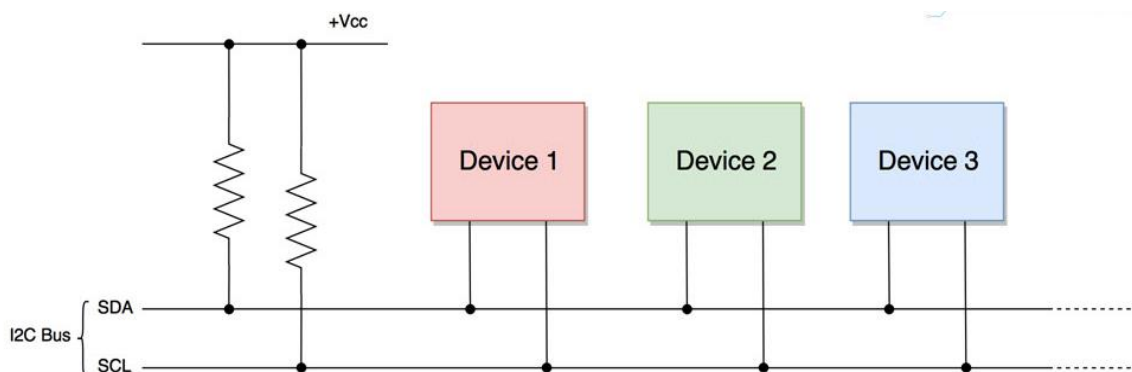 +Vcc
Device 1
Device 2
Device 3
SDA
I2C Bus
SCL